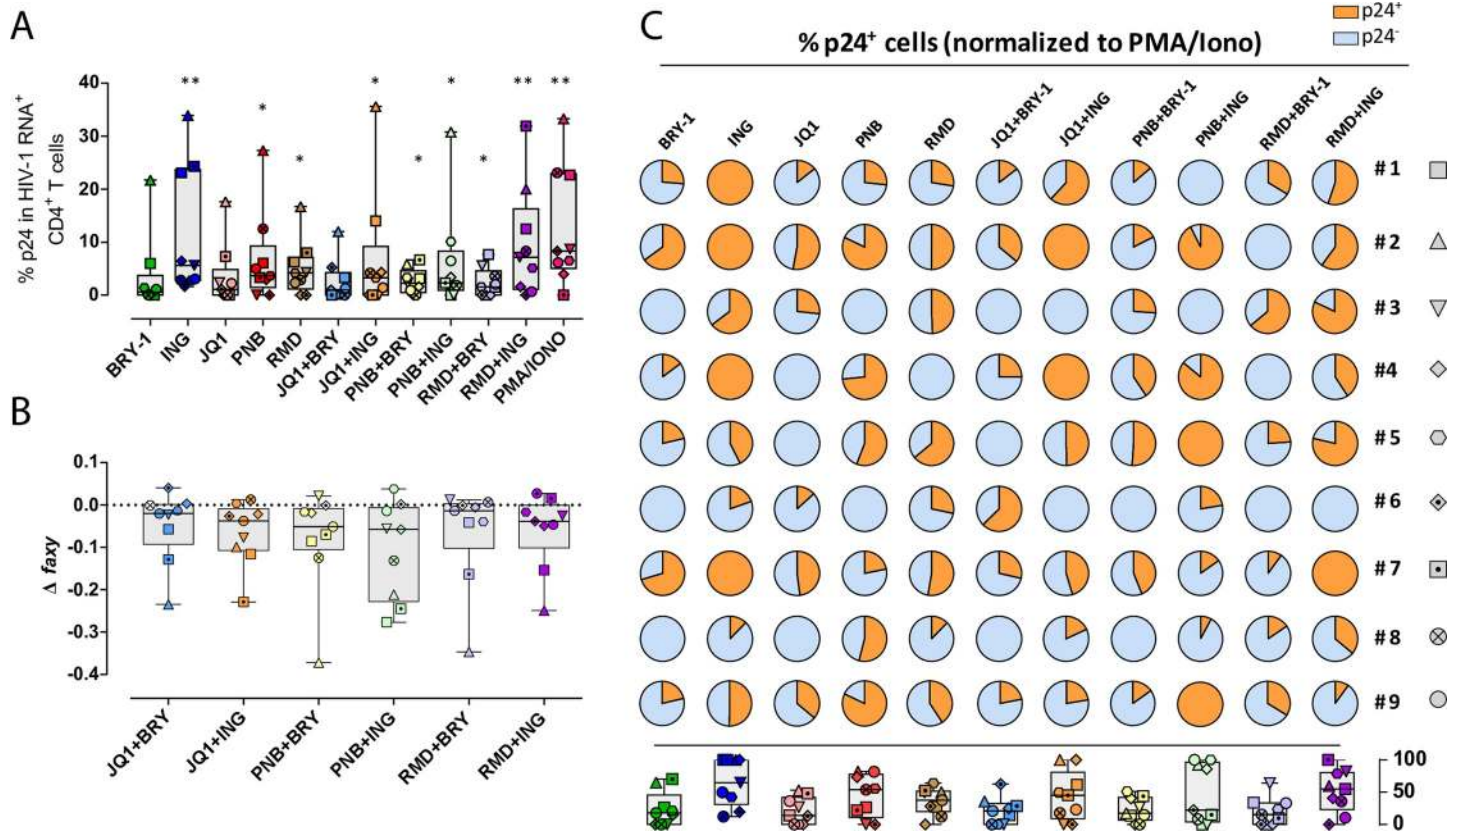 A
% p24 in HIV-1 RNA+
CD4+ T cells
40
30
20
10
0
** * * * * * * ** **
BRY-1 ING JQ1 PNB RMD JQ1+BRY JQ1+ING PNB+BRY PNB+ING RMD+BRY RMD+ING PMA/IONO
B
Δ faxy
0.1
0.0
-0.1
-0.2
-0.3
-0.4
JQ1+BRY JQ1+ING PNB+BRY PNB+ING RMD+BRY RMD+ING
C
p24+
p24-
% p24+ cells (normalized to PMA/Iono)
BRY-1 ING JQ1 PNB RMD JQ1+BRY-1 JQ1+ING PNB+BRY-1 PNB+ING RMD+BRY-1 RMD+ING
#1
#2
#3
#4
#5
#6
#7
#8
#9
100
50
0